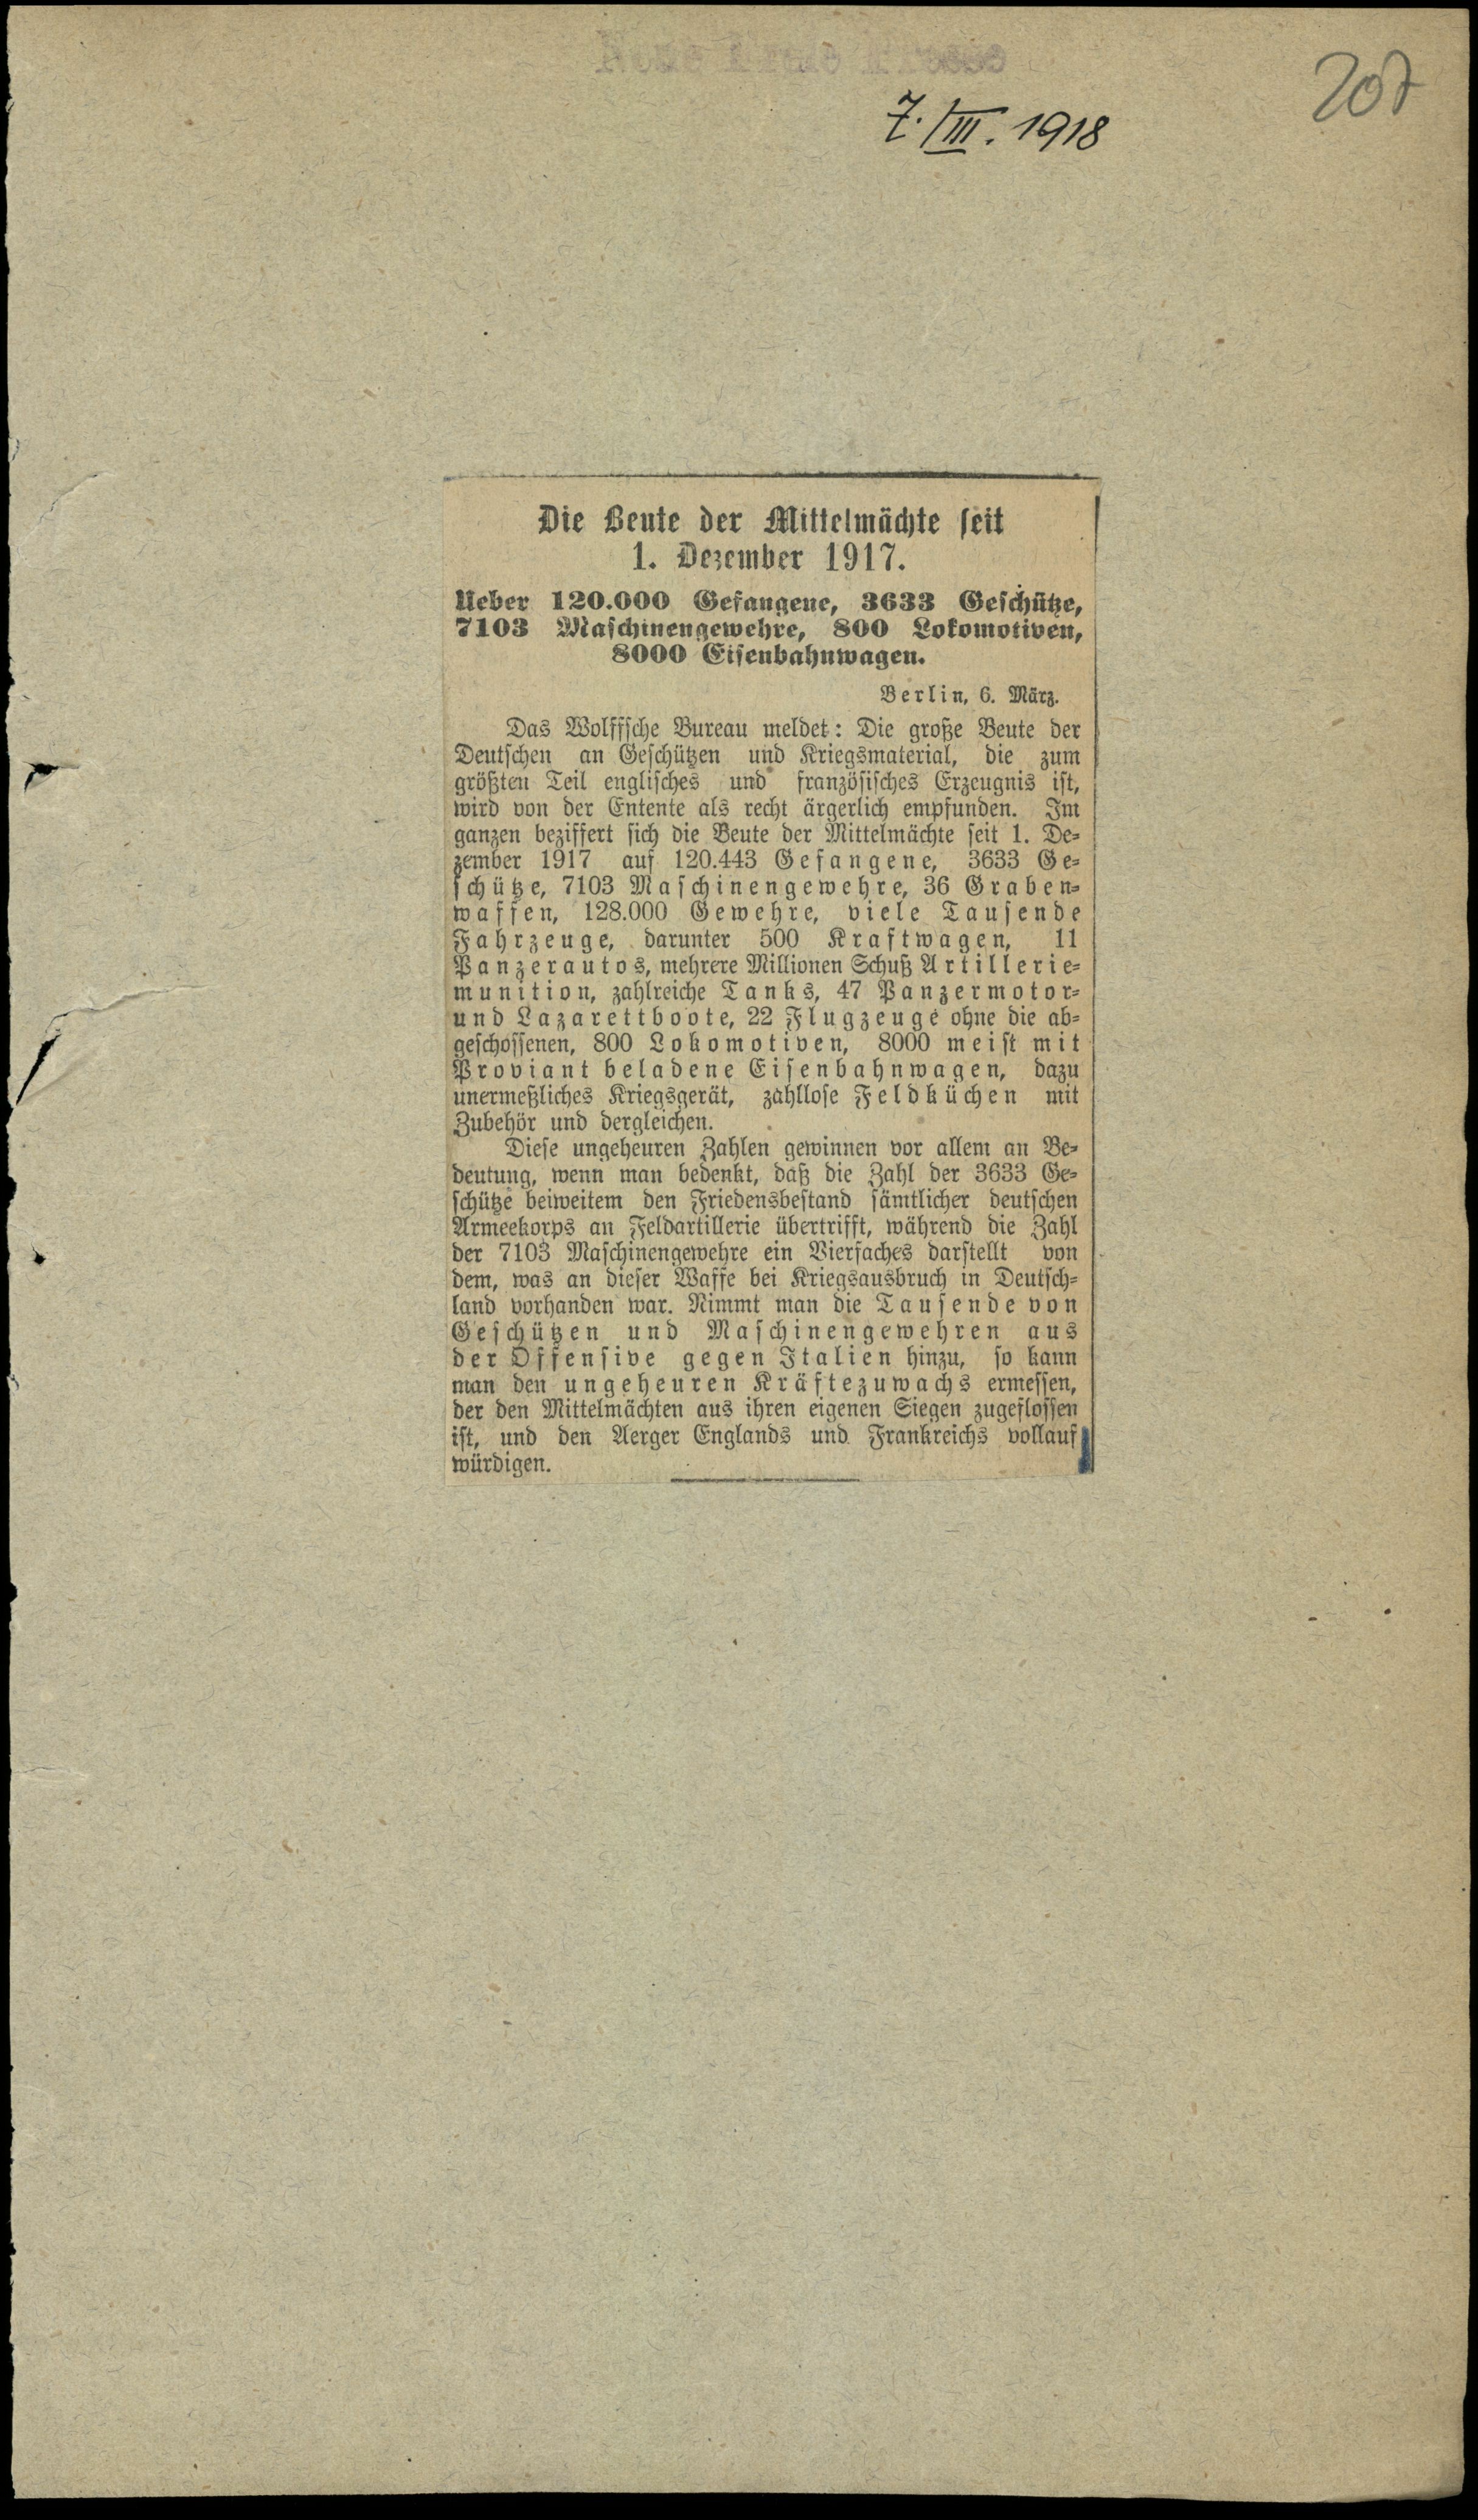 7./III. 1918
207
Die Beute der Mittelmächte seit
1. Dezember 1917.
Ueber 120.000 Gefangene, 3633 Geschütze,
7103 Maschinengewehre, 800 Lokomotiven,
8000 Eisenbahnwagen.
Berlin, 6. März.
Das Wolffsche Bureau meldet: Die große Beute der
Deutschen an Geschützen und Kriegsmaterial, die zum
größten Teil englisches und französisches Erzeugnis ist,
wird von der Entente als recht ärgerlich empfunden. Im
ganzen beziffert sich die Beute der Mittelmächte seit 1. De-
zember 1917 auf 120.443 Gefangene, 3633 Ge-
schütze, 7103 Maschinengewehre, 36 Graben-
waffen, 128.000 Gewehre, viele Tausende
Fahrzeuge, darunter 500 Kraftwagen, 11
Panzerautos, mehrere Millionen Schuß Artillerie-
munition, zahlreiche Tanks, 47 Panzermotor-
und Lazarettboote, 22 Flugzeuge ohne die ab-
geschossenen, 800 Lokomotiven, 8000 meist mit
Proviant beladene Eisenbahnwagen, dazu
unermeßliches Kriegsgerät, zahllose Feldküchen mit
Zubehör und dergleichen.
Diese ungeheuren Zahlen gewinnen vor allem an Be-
deutung, wenn man bedenkt, daß die Zahl der 3633 Ge-
schütze beiweitem den Friedensbestand sämtlicher deutschen
Armeekorps an Feldartillerie übertrifft, während die Zahl
der 7103 Maschinengewehre ein Vierfaches darstellt von
dem, was an dieser Waffe bei Kriegsausbruch in Deutsch-
land vorhanden war. Nimmt man die Tausende von
Geschützen und Maschinengewehren aus
der Offensive gegen Italien hinzu, so kann
man den ungeheuren Kräftezuwachs ermessen,
der den Mittelmächten aus ihren eigenen Siegen zugeflossen
ist, und den Aerger Englands und Frankreichs vollauf
würdigen.